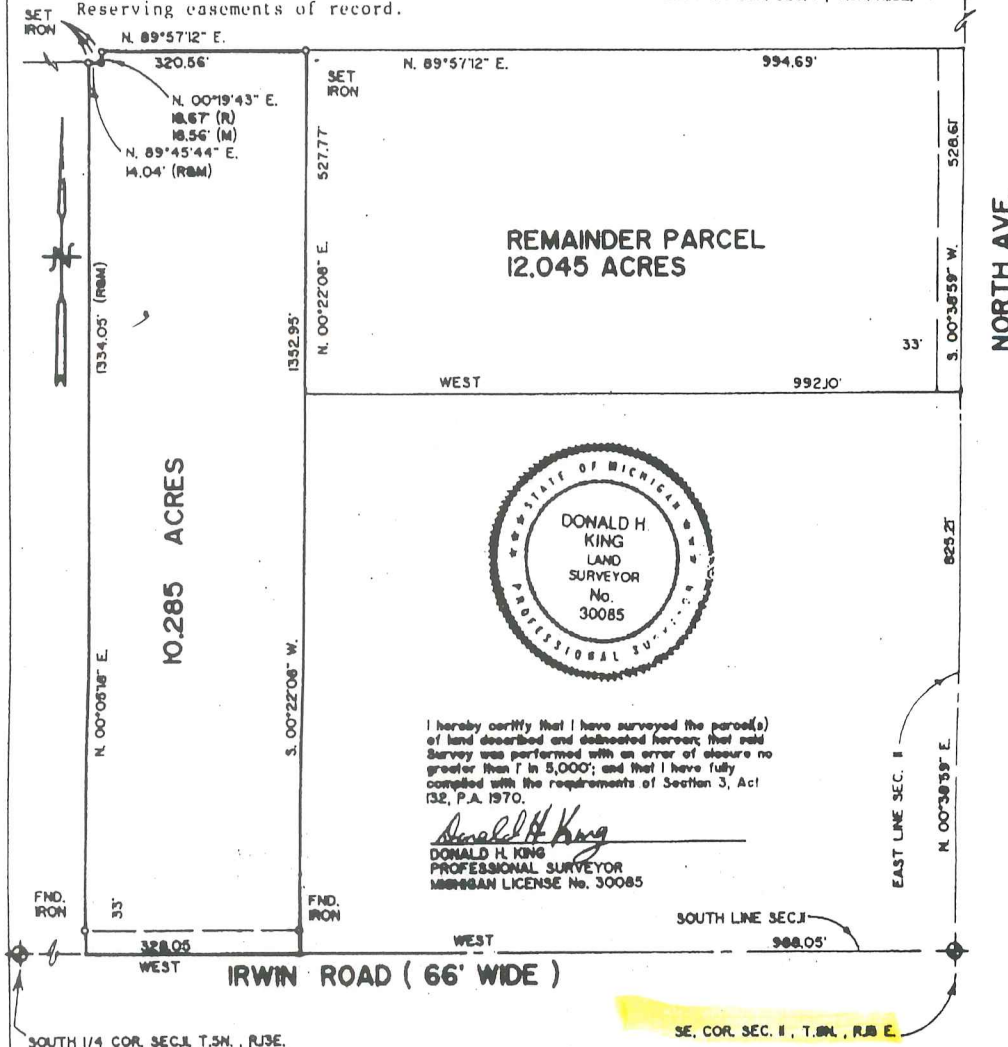 Reserving easements of record.
SET
IRON
N. 89°57'12" E.
320.56'
N. 89°57'12" E.
994.69'
SET
IRON
N. 00°19'43" E.
18.67' (R)
18.56' (M)
N. 89°45'44" E.
14.04' (R&M)
527.77'
N. 00°22'08" E.
528.61'
S. 00°38'59" W.
33'
NORTH AVE.
REMAINDER PARCEL
12.045 ACRES
WEST
992.10'
1334.05' (R&M)
N. 00°05'18" E.
10.285 ACRES
1352.95'
S. 00°22'08" W.
STATE OF MICHIGAN
PROFESSIONAL
DONALD H.
KING
LAND
SURVEYOR
No.
30085
825.21'
I hereby certify that I have surveyed the parcel(s)
of land described and delineated hereon; that said
Survey was performed with an error of closure no
greater than 1' in 5,000'; and that I have fully
complied with the requirements of Section 3, Act
132, P.A. 1970.
Donald H King
DONALD H. KING
PROFESSIONAL SURVEYOR
MICHIGAN LICENSE No. 30085
EAST LINE SEC. 11
N. 00°38'59" E.
FND.
IRON
33'
FND.
IRON
SOUTH LINE SEC.11
328.05
WEST
WEST
988.05'
IRWIN ROAD ( 66' WIDE )
SE. COR. SEC. 11 , E.
SOUTH 1/4 COR. SEC.11, T.5N. , R.13E.